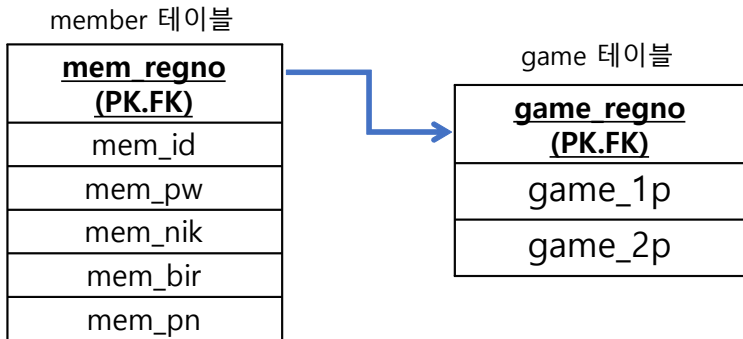 member 테이블
mem_regno
(PK.FK)
mem_id
mem_pw
mem_nik
mem_bir
mem_pn
game 테이블
game_regno
(PK.FK)
game_1p
game_2p